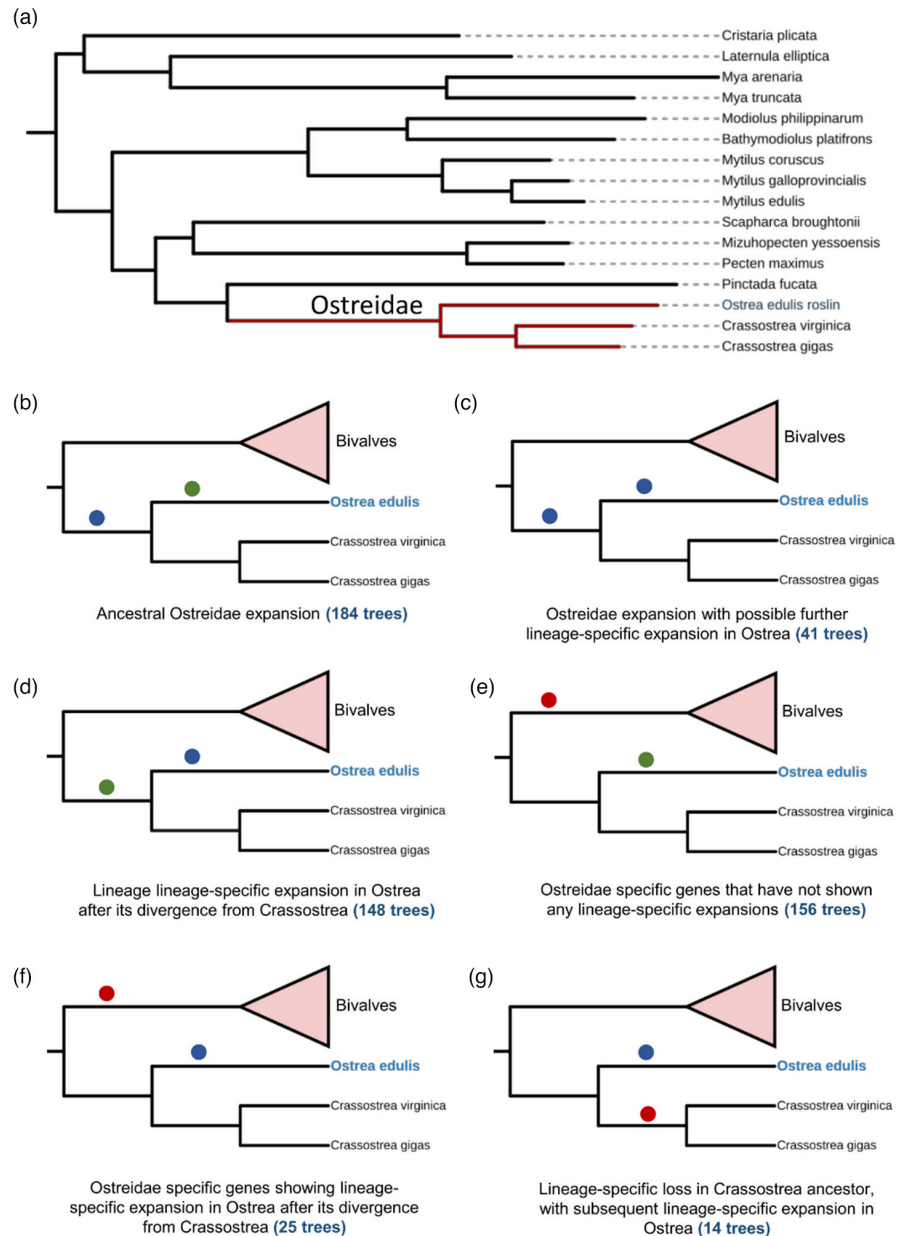 (a)
Cristaria plicata
Laternula elliptica
Mya arenaria
Mya truncata
Modiolus philippinarum
Bathymodiolus platifrons
Mytilus coruscus
Mytilus galloprovincialis
Mytilus edulis
Scapharca broughtonii
Mizuhopecten yessoensis
Pecten maximus
Pinctada fucata
Ostreidae
Ostrea edulis roslin
Crassostrea virginica
Crassostrea gigas
(b)
Bivalves
Ostrea edulis
Crassostrea virginica
Crassostrea gigas
Ancestral Ostreidae expansion (184 trees)
(c)
Bivalves
Ostrea edulis
Crassostrea virginica
Crassostrea gigas
Ostreidae expansion with possible further
lineage-specific expansion in Ostrea (41 trees)
(d)
Bivalves
Ostrea edulis
Crassostrea virginica
Crassostrea gigas
Lineage lineage-specific expansion in Ostrea
after its divergence from Crassostrea (148 trees)
(e)
Bivalves
Ostrea edulis
Crassostrea virginica
Crassostrea gigas
Ostreidae specific genes that have not shown
any lineage-specific expansions (156 trees)
(f)
Bivalves
Ostrea edulis
Crassostrea virginica
Crassostrea gigas
Ostreidae specific genes showing lineage-
specific expansion in Ostrea after its divergence
from Crassostrea (25 trees)
(g)
Bivalves
Ostrea edulis
Crassostrea virginica
Crassostrea gigas
Lineage-specific loss in Crassostrea ancestor,
with subsequent lineage-specific expansion in
Ostrea (14 trees)